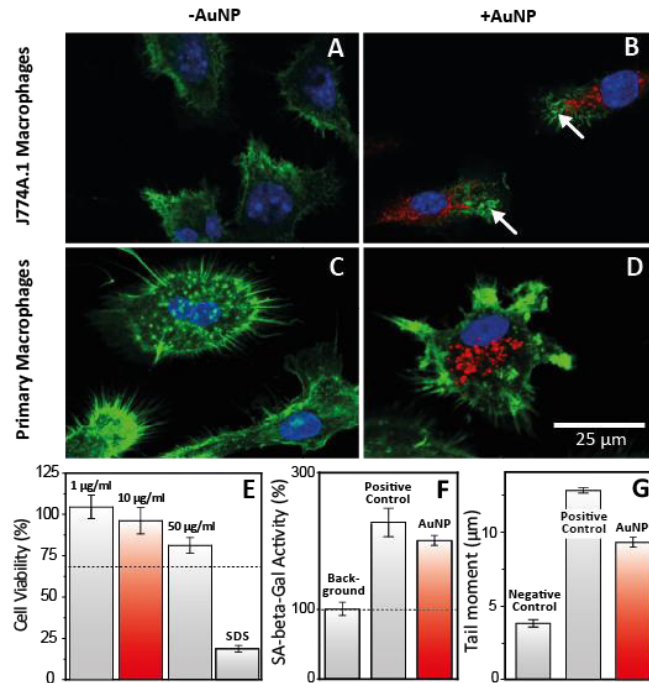 -AuNP
+AuNP
J774A.1 Macrophages
A
B
Primary Macrophages
C
D
25 µm
Cell Viability (%)
125
100
75
50
25
0
1 µg/ml
10 µg/ml
50 µg/ml
SDS
E
SA-beta-Gal Activity (%)
300
100
0
Back-
ground
Positive
Control
AuNP
F
Tail moment (µm)
10
5
0
Negative
Control
Positive
Control
AuNP
G